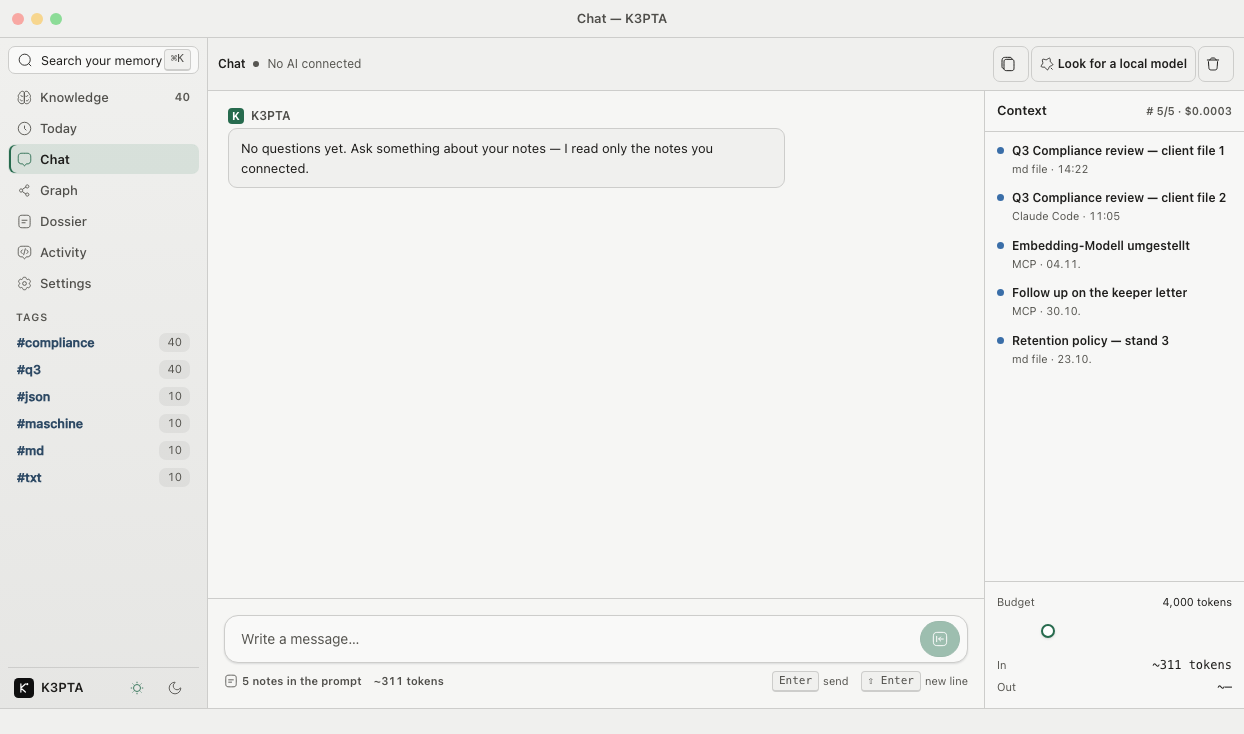 Chat — K3PTA
Search your memory ⌘K
Knowledge 40
Today
Chat
Graph
Dossier
Activity
Settings
TAGS
#compliance 40
#q3 40
#json 10
#maschine 10
#md 10
#txt 10
K3PTA
Chat • No AI connected
Look for a local model
K K3PTA
No questions yet. Ask something about your notes — I read only the notes you
connected.
Write a message…
5 notes in the prompt ~311 tokens
Enter send ⇧ Enter new line
Context # 5/5 · $0.0003
Q3 Compliance review — client file 1
md file · 14:22
Q3 Compliance review — client file 2
Claude Code · 11:05
Embedding-Modell umgestellt
MCP · 04.11.
Follow up on the keeper letter
MCP · 30.10.
Retention policy — stand 3
md file · 23.10.
Budget 4,000 tokens
In ~311 tokens
Out ~—